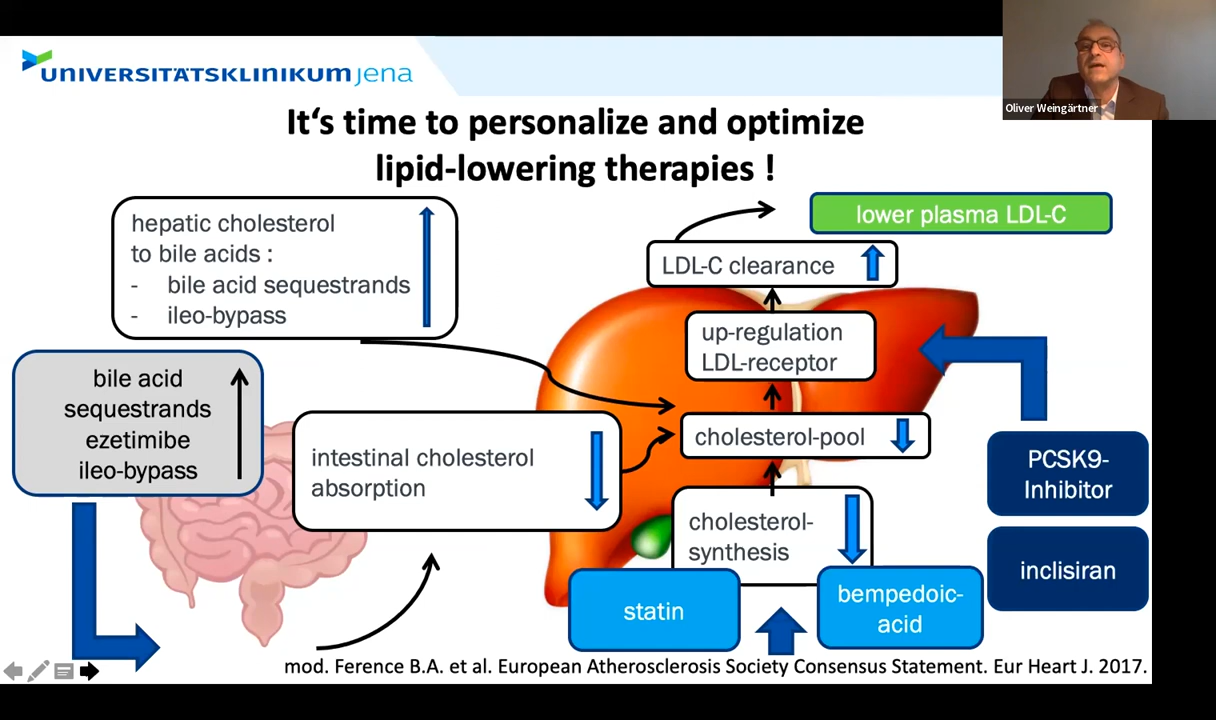 UNIVERSITÄTSKLINIKUM jena
Oliver Weingärtner
It‘s time to personalize and optimize
lipid-lowering therapies !
hepatic cholesterol
to bile acids :
- bile acid sequestrands
- ileo-bypass
lower plasma LDL-C
LDL-C clearance
up-regulation
LDL-receptor
bile acid
sequestrands
ezetimibe
ileo-bypass
intestinal cholesterol
absorption
cholesterol-pool
PCSK9-
Inhibitor
cholesterol-
synthesis
inclisiran
statin
bempedoic-
acid
mod. Ference B.A. et al. European Atherosclerosis Society Consensus Statement. Eur Heart J. 2017.